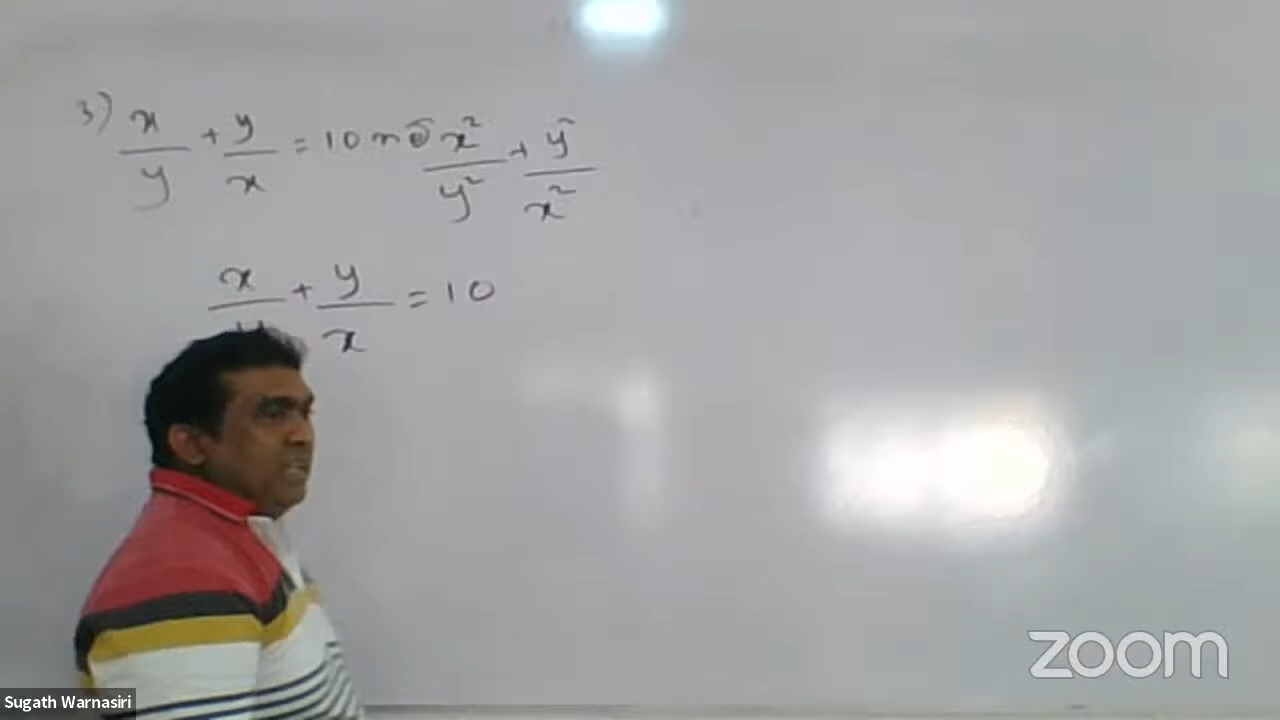 3) x/y + y/x = 10 නම් x²/y² + y²/x²
x/y + y/x = 10
Sugath Warnasiri
zoom